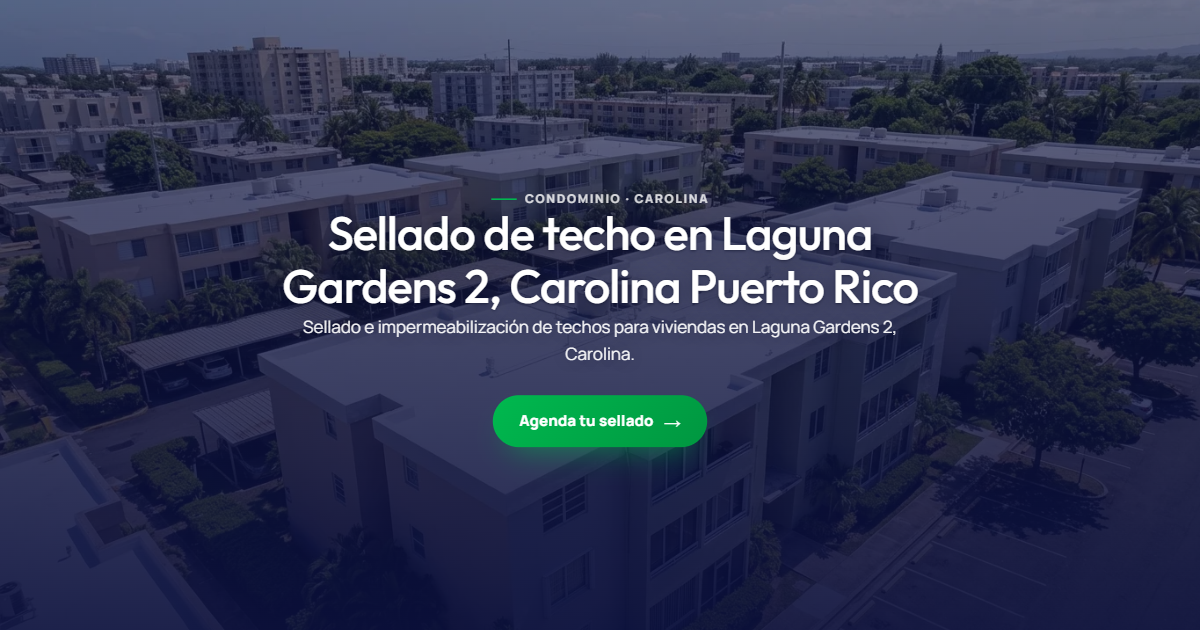 CONDOMINIO · CAROLINA
Sellado de techo en Laguna
Gardens 2, Carolina Puerto Rico
Sellado e impermeabilización de techos para viviendas en Laguna Gardens 2,
Carolina.
Agenda tu sellado →